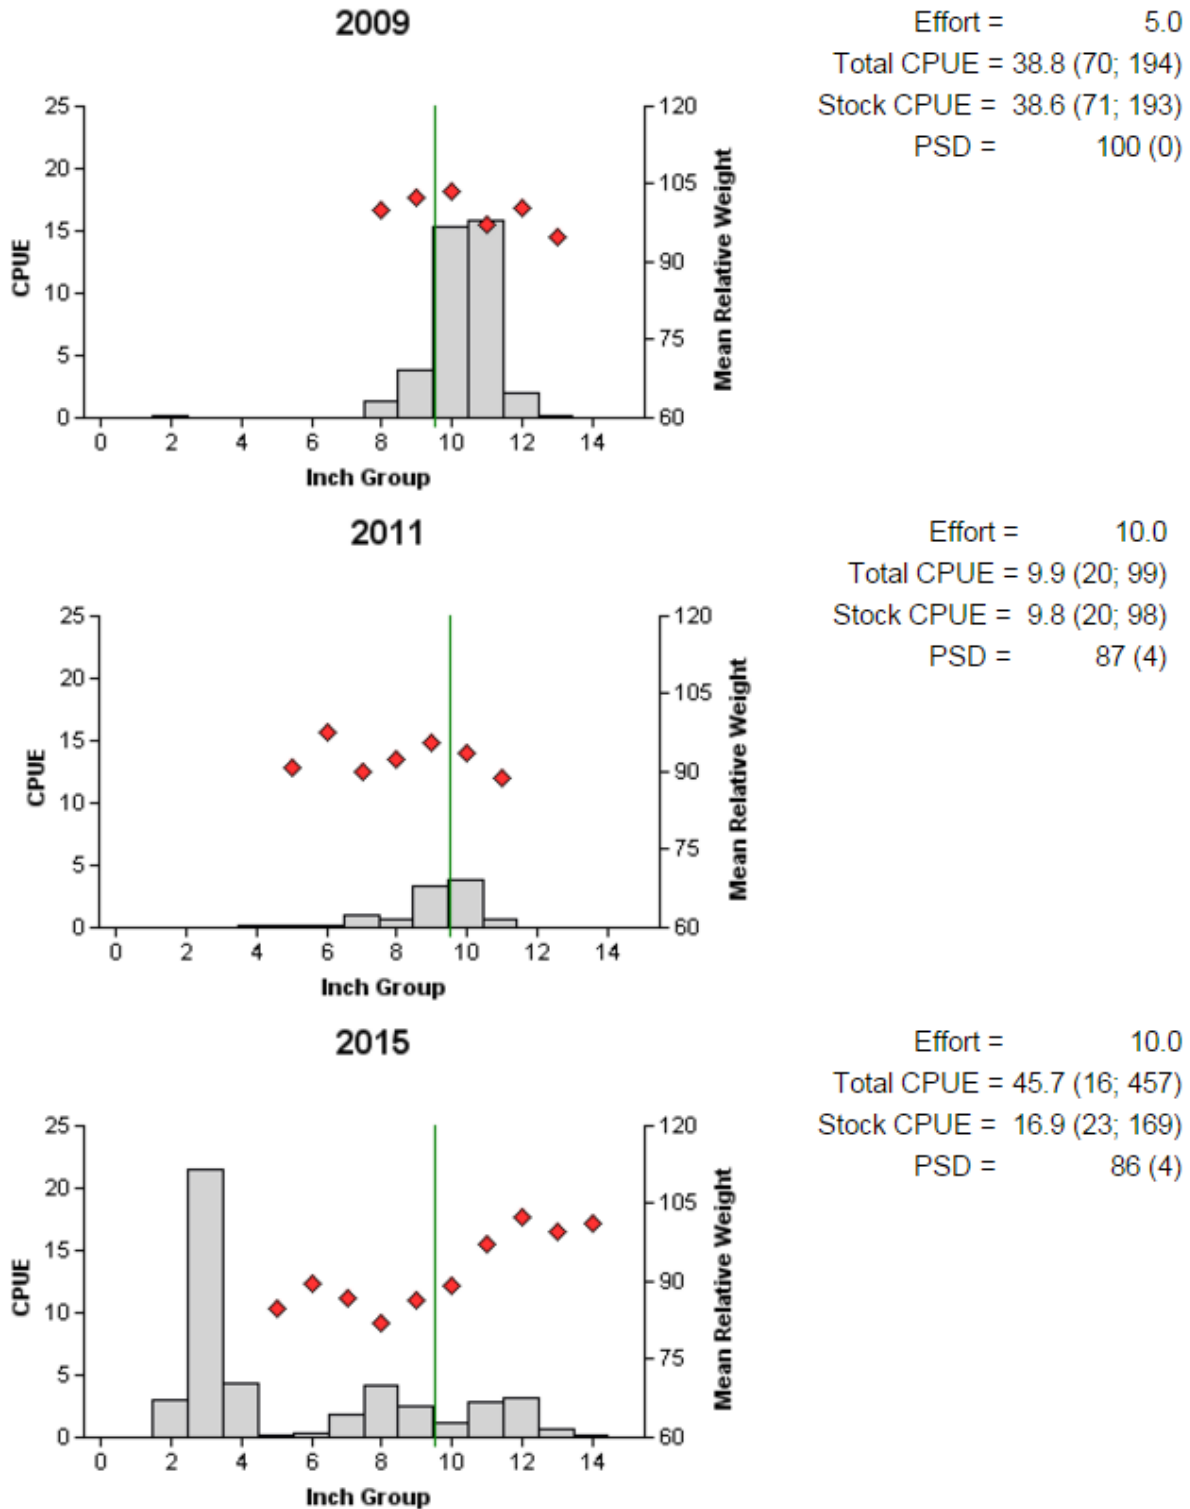 2009
Effort = 5.0
Total CPUE = 38.8 (70; 194)
Stock CPUE = 38.6 (71; 193)
PSD = 100 (0)
25
20
15
10
5
0
CPUE
120
105
90
75
60
Mean Relative Weight
0 2 4 6 8 10 12 14
Inch Group
2011
Effort = 10.0
Total CPUE = 9.9 (20; 99)
Stock CPUE = 9.8 (20; 98)
PSD = 87 (4)
25
20
15
10
5
0
CPUE
120
105
90
75
60
Mean Relative Weight
0 2 4 6 8 10 12 14
Inch Group
2015
Effort = 10.0
Total CPUE = 45.7 (16; 457)
Stock CPUE = 16.9 (23; 169)
PSD = 86 (4)
25
20
15
10
5
0
CPUE
120
105
90
75
60
Mean Relative Weight
0 2 4 6 8 10 12 14
Inch Group